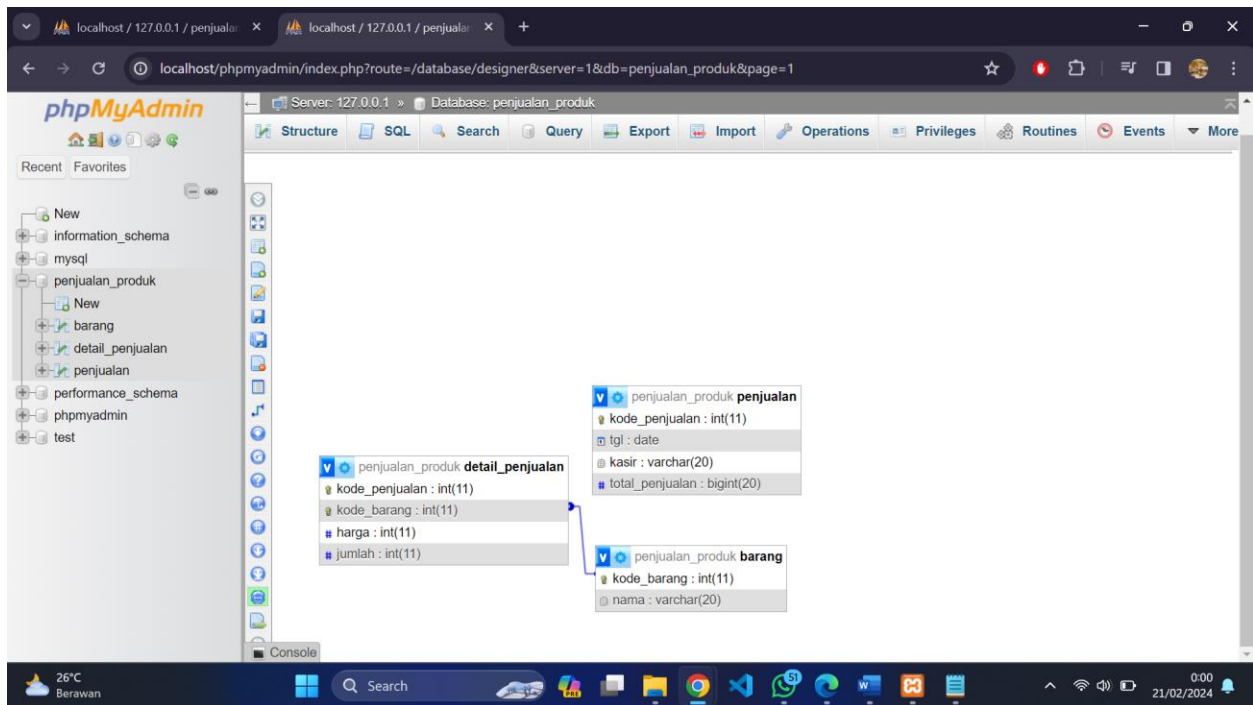 localhost / 127.0.0.1 / penjualan
localhost / 127.0.0.1 / penjualan
localhost/phpmyadmin/index.php?route=/database/designer&server=1&db=penjualan_produk&page=1
phpMyAdmin
Recent Favorites
New
information_schema
mysql
penjualan_produk
New
barang
detail_penjualan
penjualan
performance_schema
phpmyadmin
test
Server: 127.0.0.1 » Database: penjualan_produk
Structure SQL Search Query Export Import Operations Privileges Routines Events More
penjualan_produk penjualan
kode_penjualan : int(11)
tgl : date
kasir : varchar(20)
total_penjualan : bigint(20)
penjualan_produk detail_penjualan
kode_penjualan : int(11)
kode_barang : int(11)
harga : int(11)
jumlah : int(11)
penjualan_produk barang
kode_barang : int(11)
nama : varchar(20)
Console
26°C
Berawan
Search
PRE
51
0:00
21/02/2024